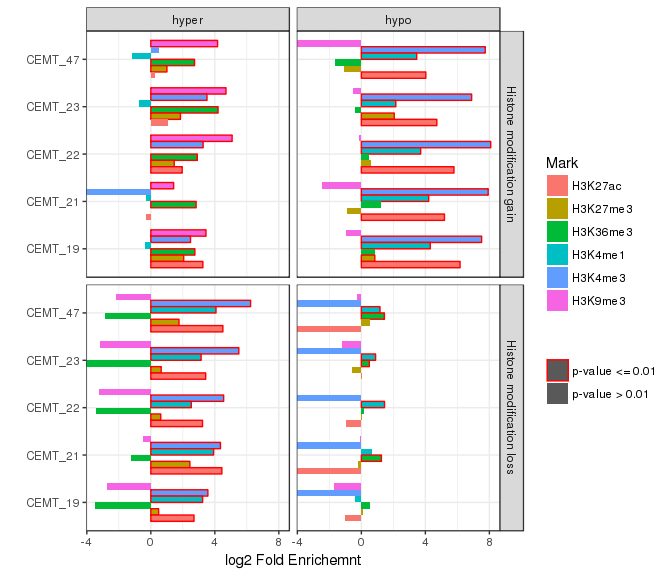 hyper
hypo
CEMT_47
CEMT_23
CEMT_22
CEMT_21
CEMT_19
Histone modification gain
CEMT_47
CEMT_23
CEMT_22
CEMT_21
CEMT_19
Histone modification loss
-4 0 4 8
-4 0 4 8
log2 Fold Enrichemnt
Mark
H3K27ac
H3K27me3
H3K36me3
H3K4me1
H3K4me3
H3K9me3
p-value <= 0.01
p-value > 0.01